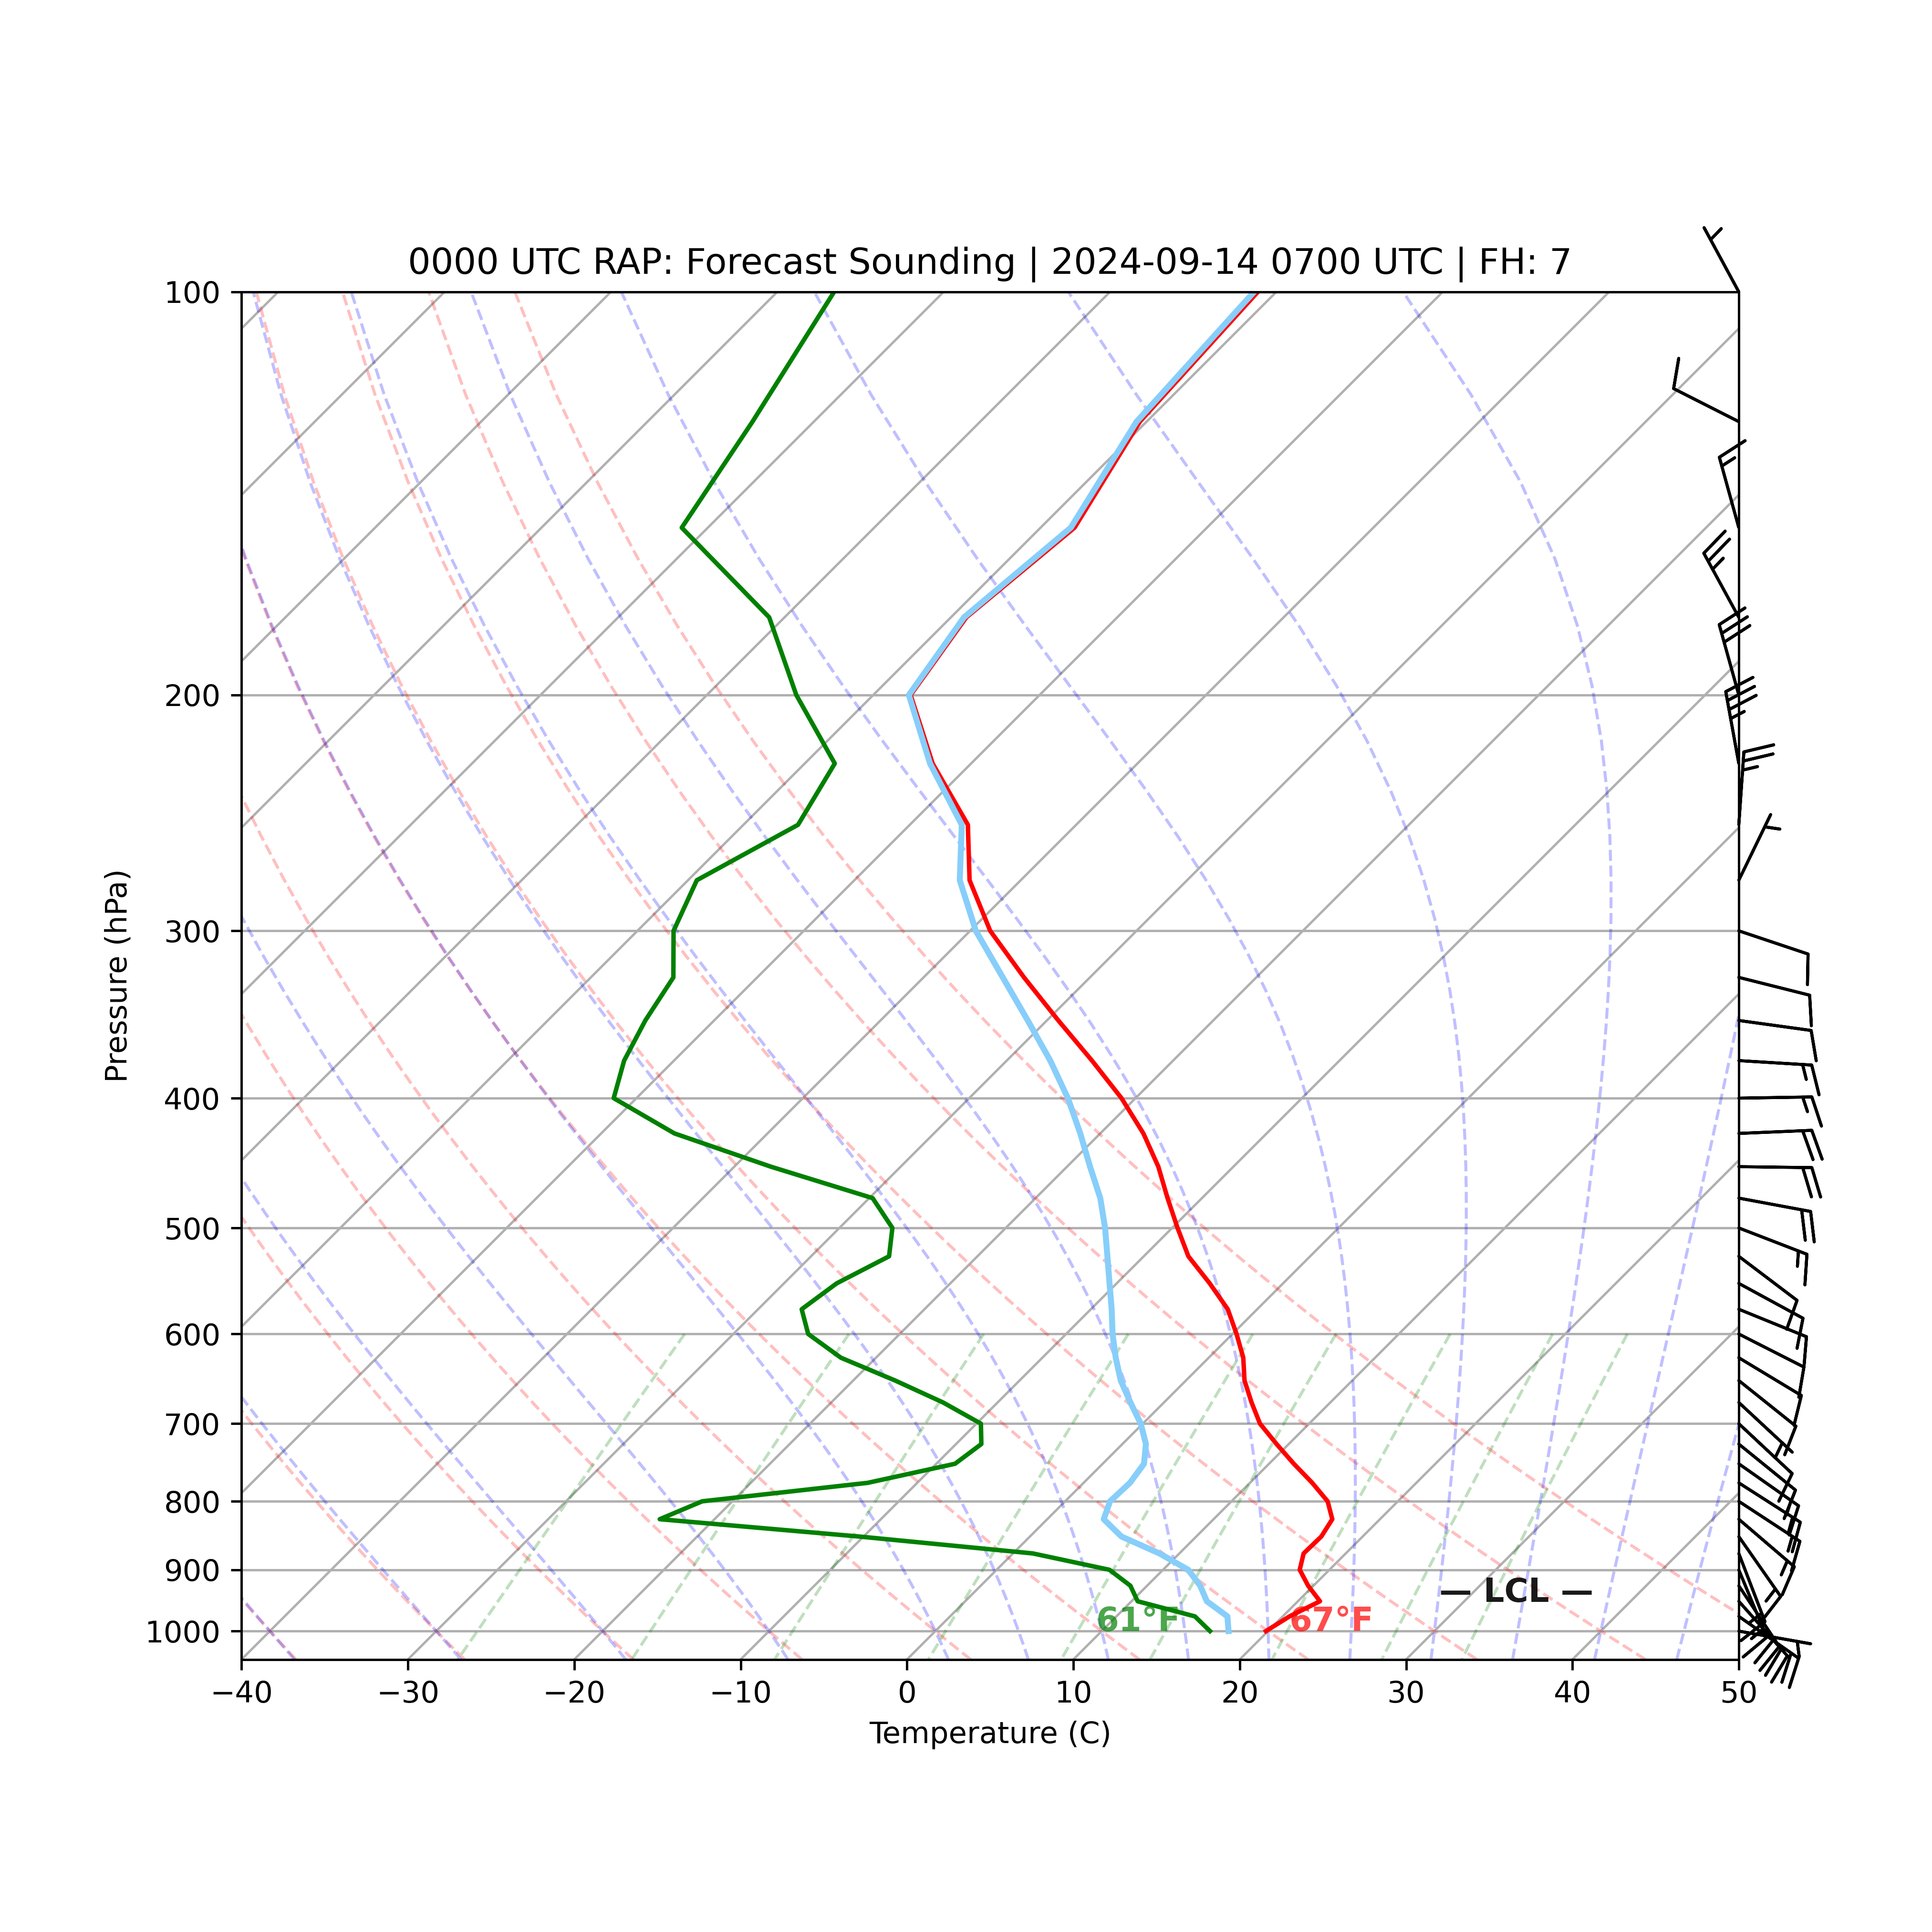 0000 UTC RAP: Forecast Sounding | 2024-09-14 0700 UTC | FH: 7
100
200
300
400
500
600
700
800
900
1000
Pressure (hPa)
— LCL —
61°F
67°F
−40 −30 −20 −10 0 10 20 30 40 50
Temperature (C)